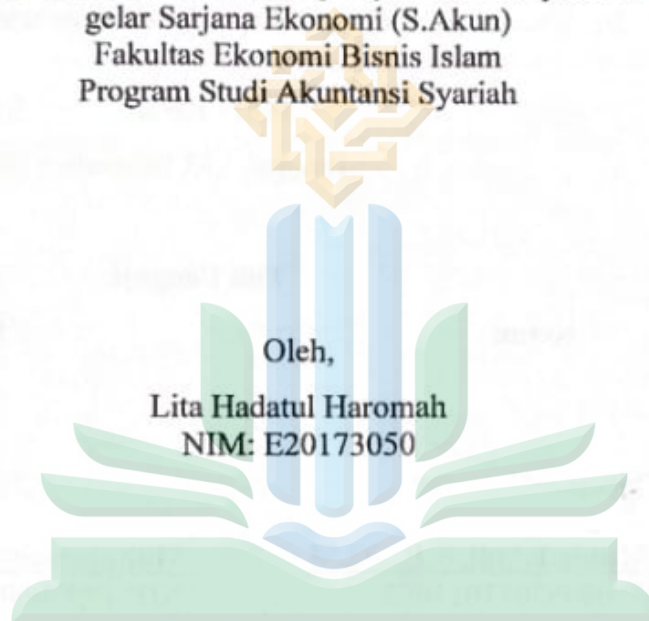 gelar Sarjana Ekonomi (S.Akun)
Fakultas Ekonomi Bisnis Islam
Program Studi Akuntansi Syariah
Oleh,
Lita Hadatul Haromah
NIM: E20173050